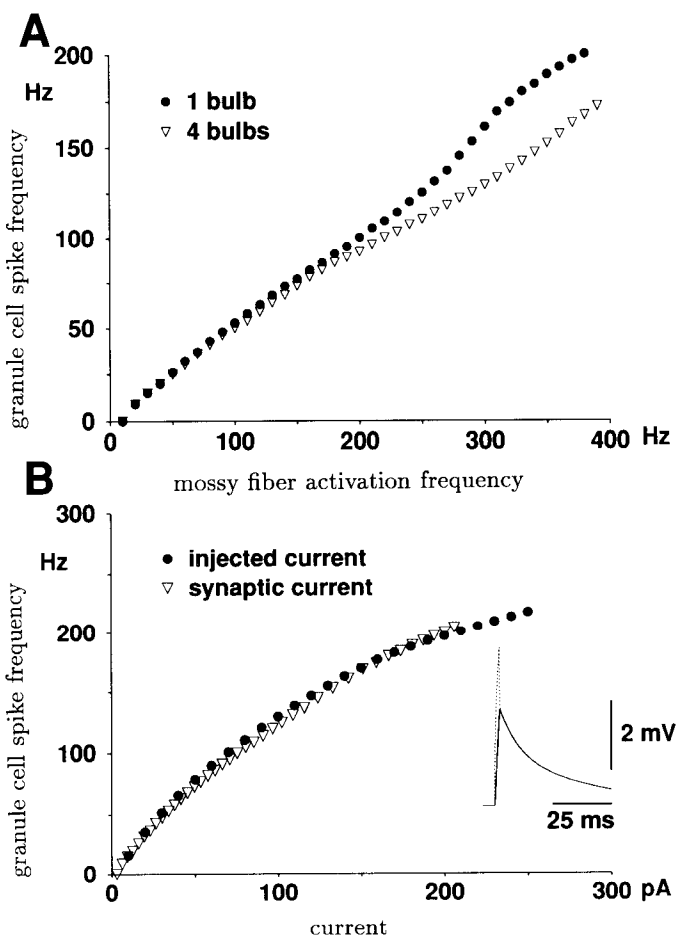 A
200
Hz
1 bulb
4 bulbs
150
100
50
0
granule cell spike frequency
0 100 200 300 400 Hz
mossy fiber activation frequency
B
300
Hz
injected current
synaptic current
200
100
0
granule cell spike frequency
2 mV
25 ms
0 100 200 300 pA
current